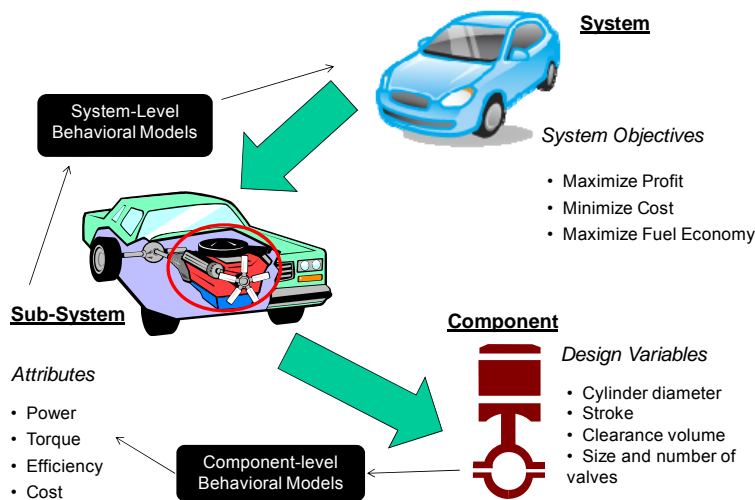 System
System-Level
Behavioral Models
System Objectives
• Maximize Profit
• Minimize Cost
• Maximize Fuel Economy
Sub-System
Component
Attributes
• Power
• Torque
• Efficiency
• Cost
Design Variables
• Cylinder diameter
• Stroke
• Clearance volume
• Size and number of
valves
Component-level
Behavioral Models